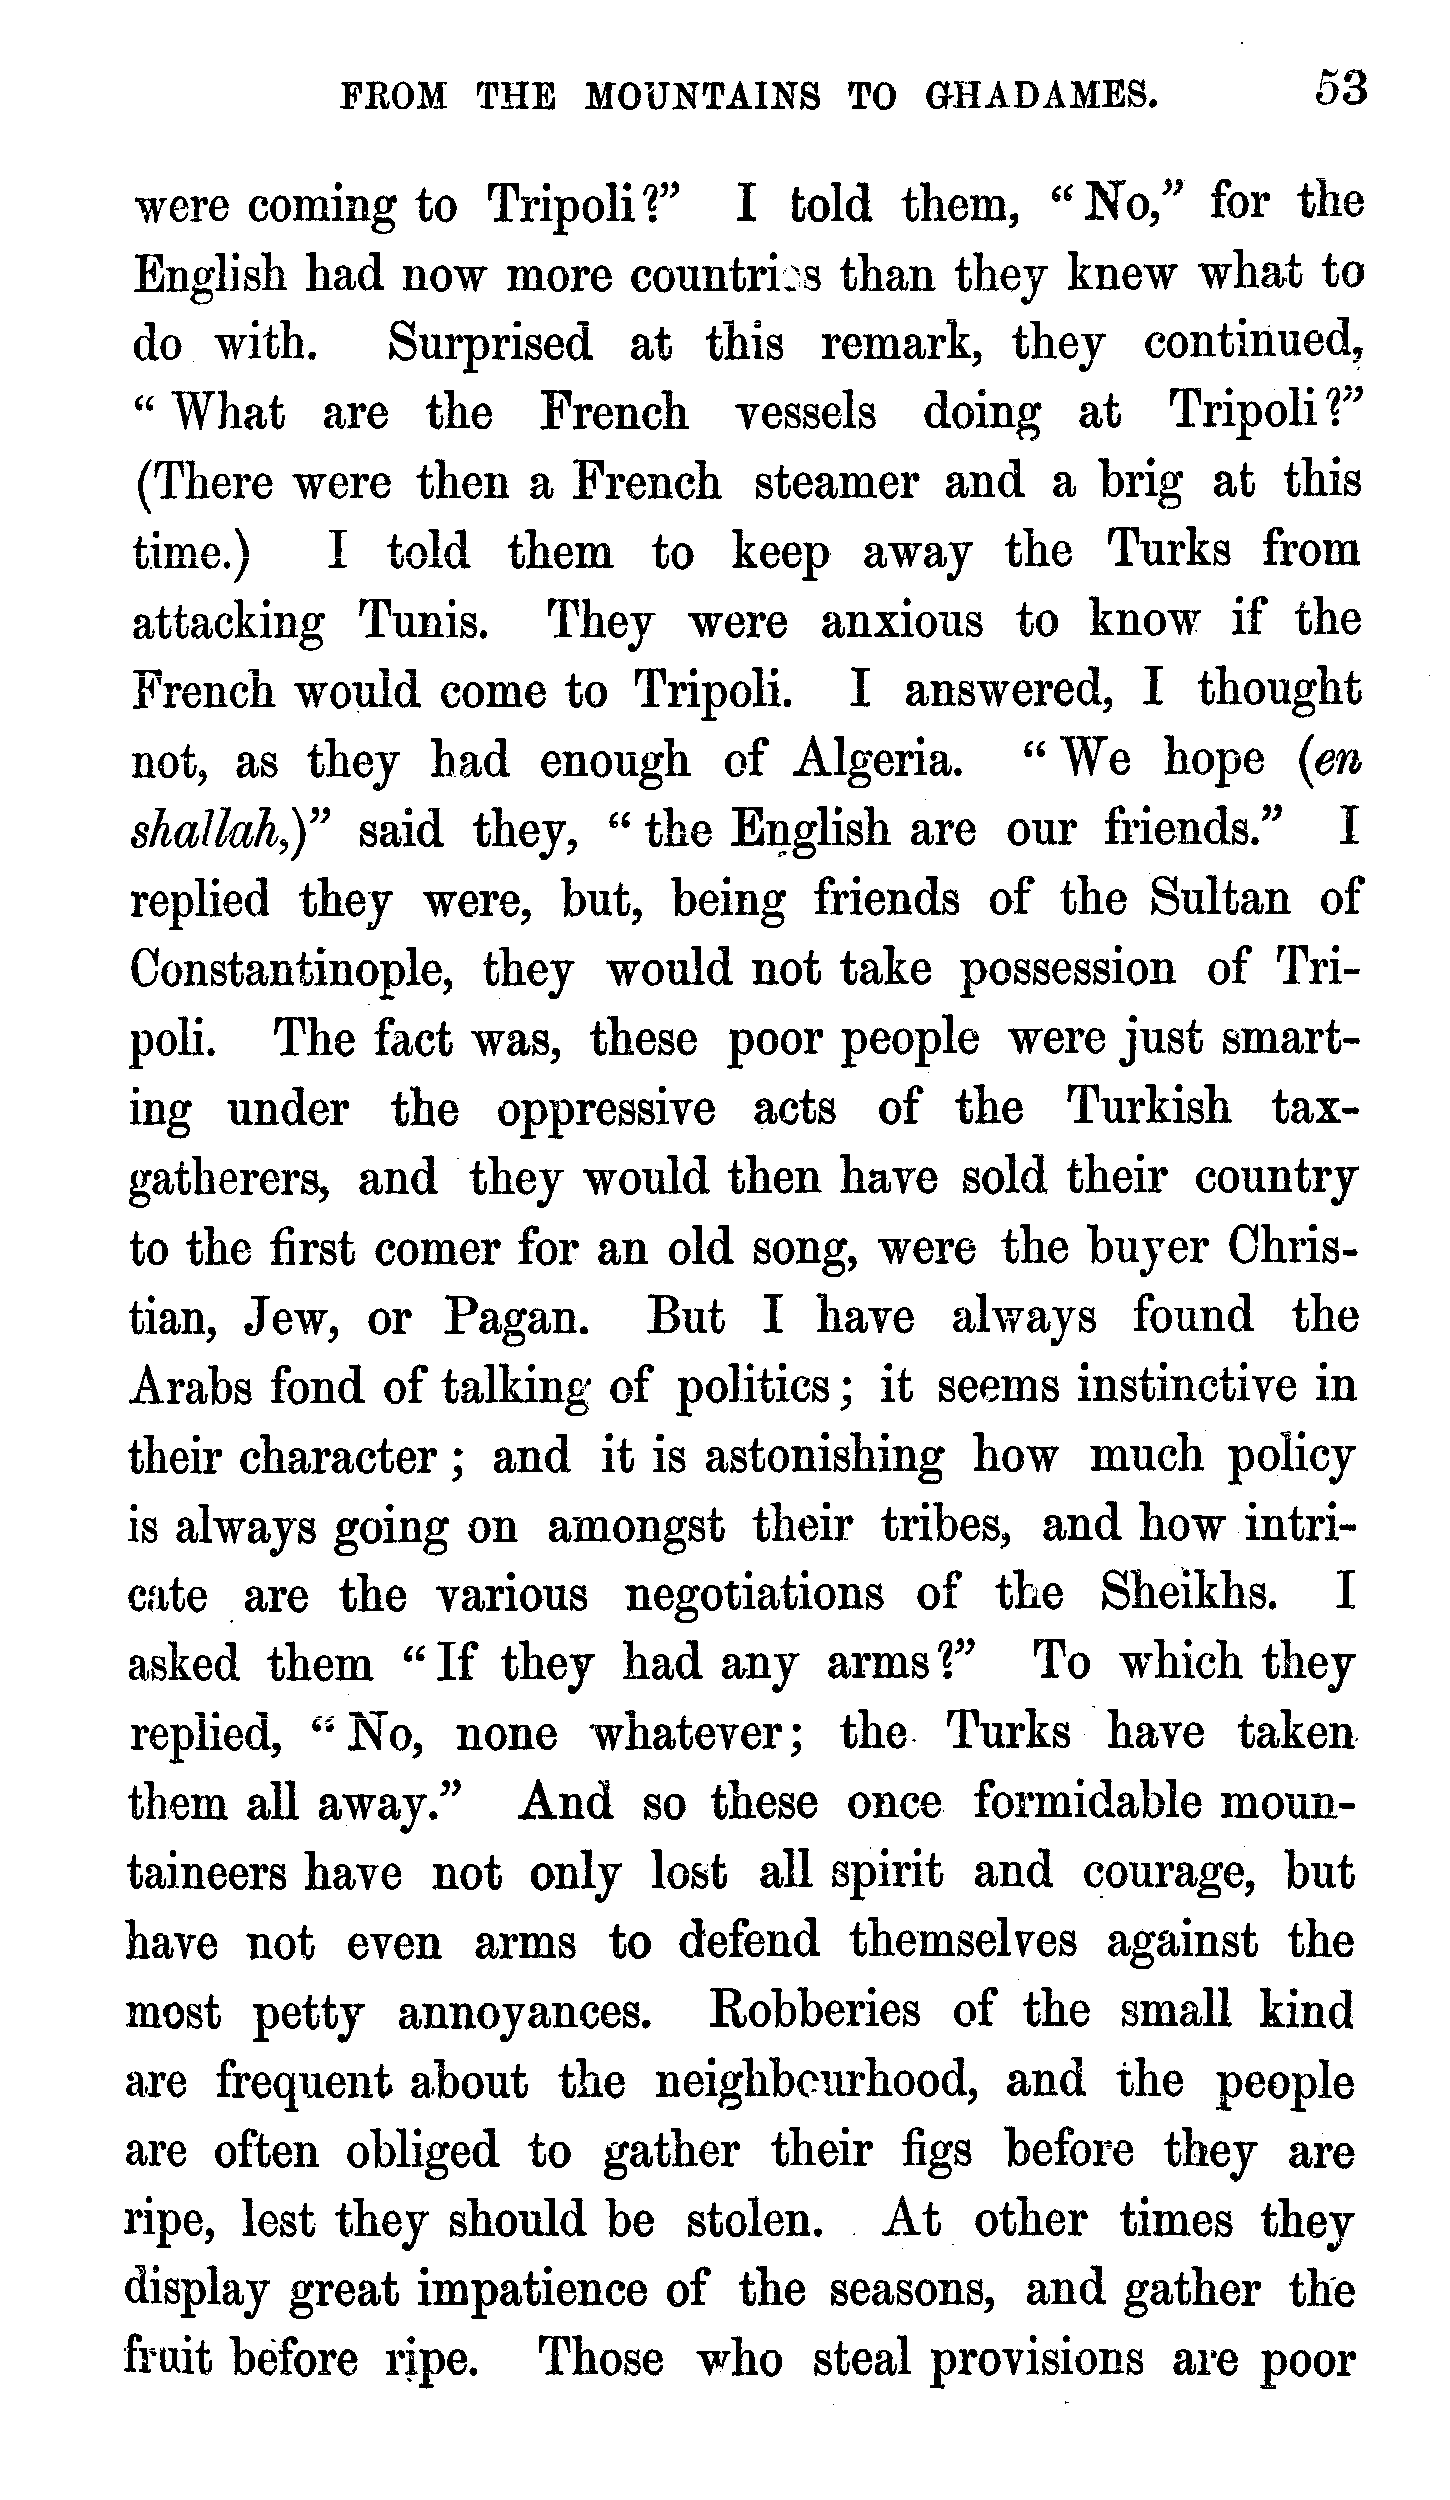 FROM THE MOUNTAINS TO GHADAMES. 53
were coming to Tripoli?" I told them, "No," for the
English had now more countries than they knew what to
do with. Surprised at this remark, they continued,
"What are the French vessels doing at Tripoli?"
(There were then a French steamer and a brig at this
time.) I told them to keep away the Turks from
attacking Tunis. They were anxious to know if the
French would come to Tripoli. I answered, I thought
not, as they had enough of Algeria. "We hope (en
shallah,)" said they, "the English are our friends." I
replied they were, but, being friends of the Sultan of
Constantinople, they would not take possession of Tri-
poli. The fact was, these poor people were just smart-
ing under the oppressive acts of the Turkish tax-
gatherers, and they would then have sold their country
to the first comer for an old song, were the buyer Chris-
tian, Jew, or Pagan. But I have always found the
Arabs fond of talking of politics; it seems instinctive in
their character; and it is astonishing how much policy
is always going on amongst their tribes, and how intri-
cate are the various negotiations of the Sheikhs. I
asked them "If they had any arms?" To which they
replied, "No, none whatever; the Turks have taken
them all away." And so these once formidable moun-
taineers have not only lost all spirit and courage, but
have not even arms to defend themselves against the
most petty annoyances. Robberies of the small kind
are frequent about the neighbourhood, and the people
are often obliged to gather their figs before they are
ripe, lest they should be stolen. At other times they
display great impatience of the seasons, and gather the
fruit before ripe. Those who steal provisions are poor